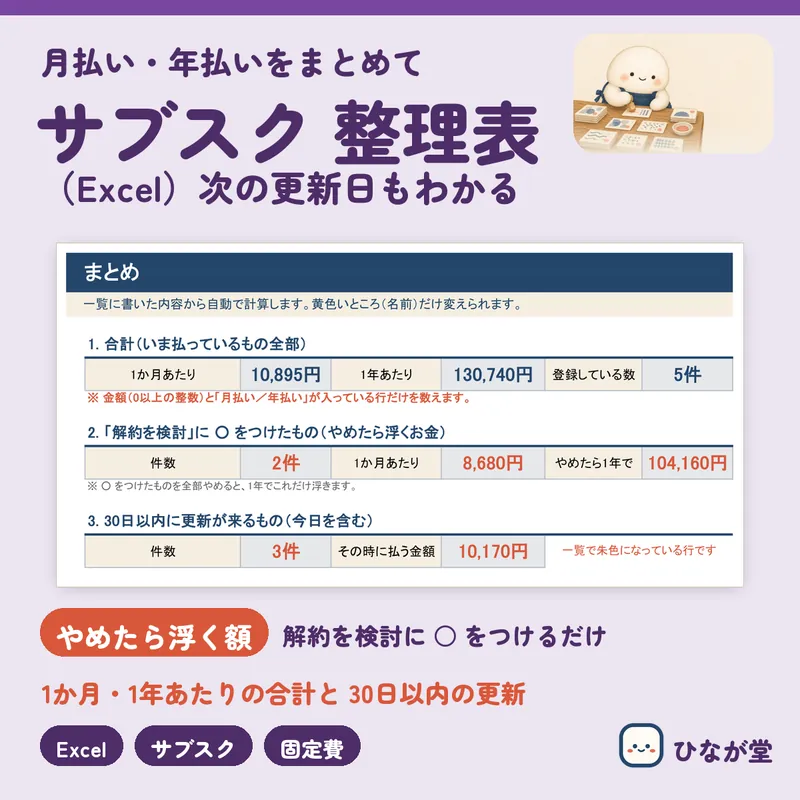 月払い・年払いをまとめて
サブスク 整理表
（Excel）次の更新日もわかる
まとめ
一覧に書いた内容から自動で計算します。黄色いところ（名前）だけ変えられます。
1. 合計（いま払っているもの全部）
1か月あたり 10,895円 1年あたり 130,740円 登録している数 5件
※ 金額（0以上の整数）と「月払い／年払い」が入っている行だけを数えます。
2. 「解約を検討」に 〇 をつけたもの（やめたら浮くお金）
件数 2件 1か月あたり 8,680円 やめたら1年で 104,160円
※ 〇 をつけたものを全部やめると、1年でこれだけ浮きます。
3. 30日以内に更新が来るもの（今日を含む）
件数 3件 その時に払う金額 10,170円 一覧で朱色になっている行です
やめたら浮く額 解約を検討に 〇 をつけるだけ
1か月・1年あたりの合計と 30日以内の更新
Excel サブスク 固定費
ひなが堂